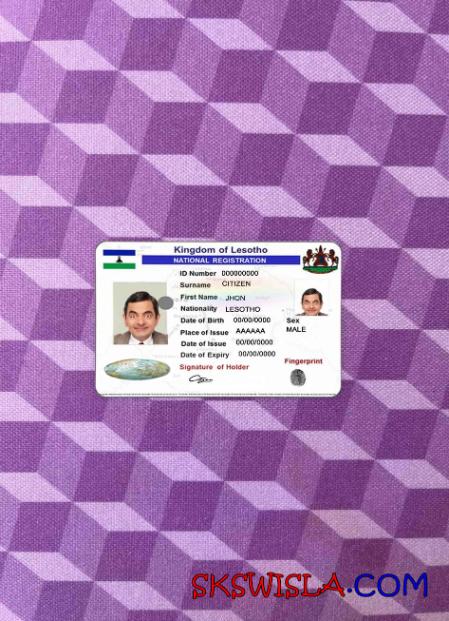 Kingdom of Lesotho
NATIONAL REGISTRATION
ID Number 000000000
Surname CITIZEN
First Name JHON
Nationality LESOTHO
Date of Birth 00/00/0000
Sex
MALE
Place of Issue AAAAAA
Date of Issue 00/00/0000
Date of Expiry 00/00/0000
Signature of Holder
Fingerprint
SKSWISLA.COM